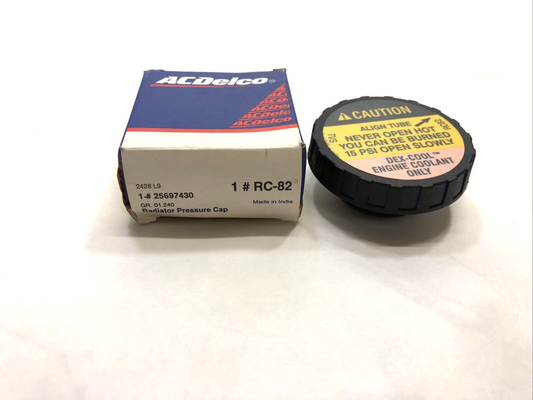 ACDelco®
ACDelco
ACDelco
ACDelco
ACDelco
2428 L9
1-# 25697430
GR. 01.240
Radiator Pressure Cap
1 # RC-82
Made in India
CAUTION
ALIGN TUBE
NEVER OPEN HOT
YOU CAN BE BURNED
15 PSI OPEN SLOWLY
DEX-COOL™
ENGINE COOLANT
ONLY